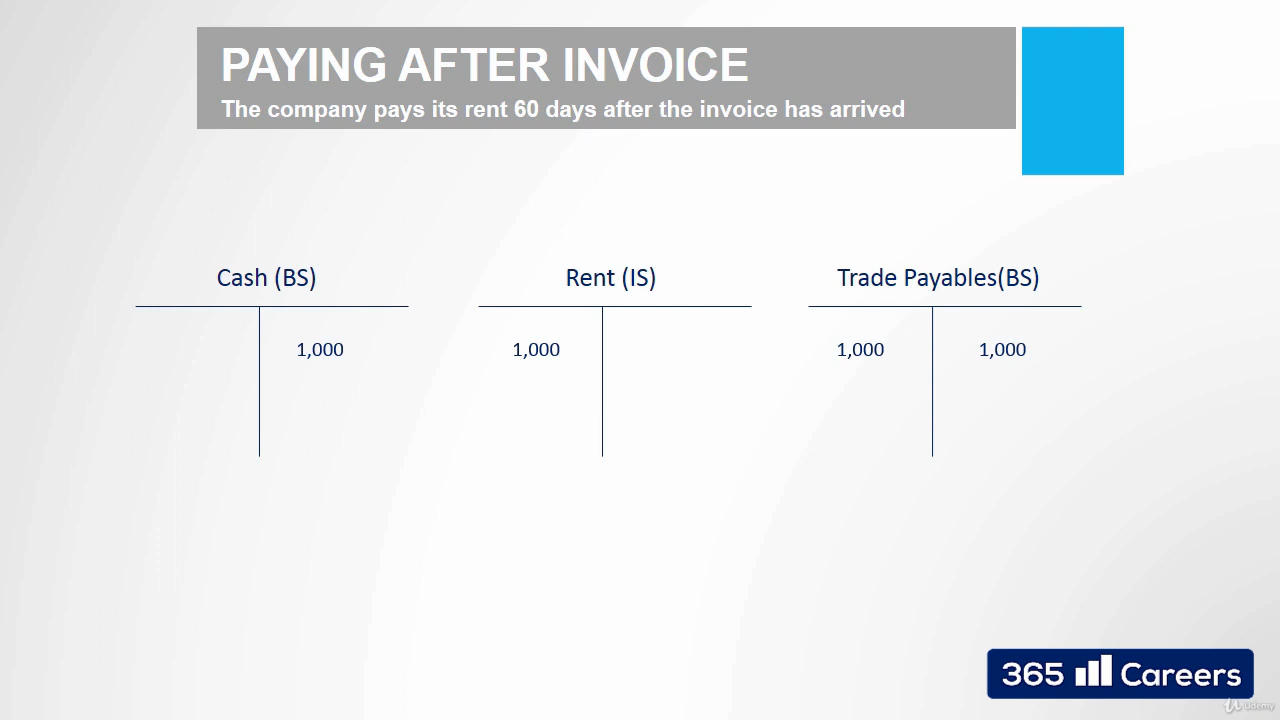 PAYING AFTER INVOICE
The company pays its rent 60 days after the invoice has arrived
Cash (BS)
Rent (IS)
Trade Payables(BS)
1,000
1,000
1,000
1,000
365 Careers
Udemy